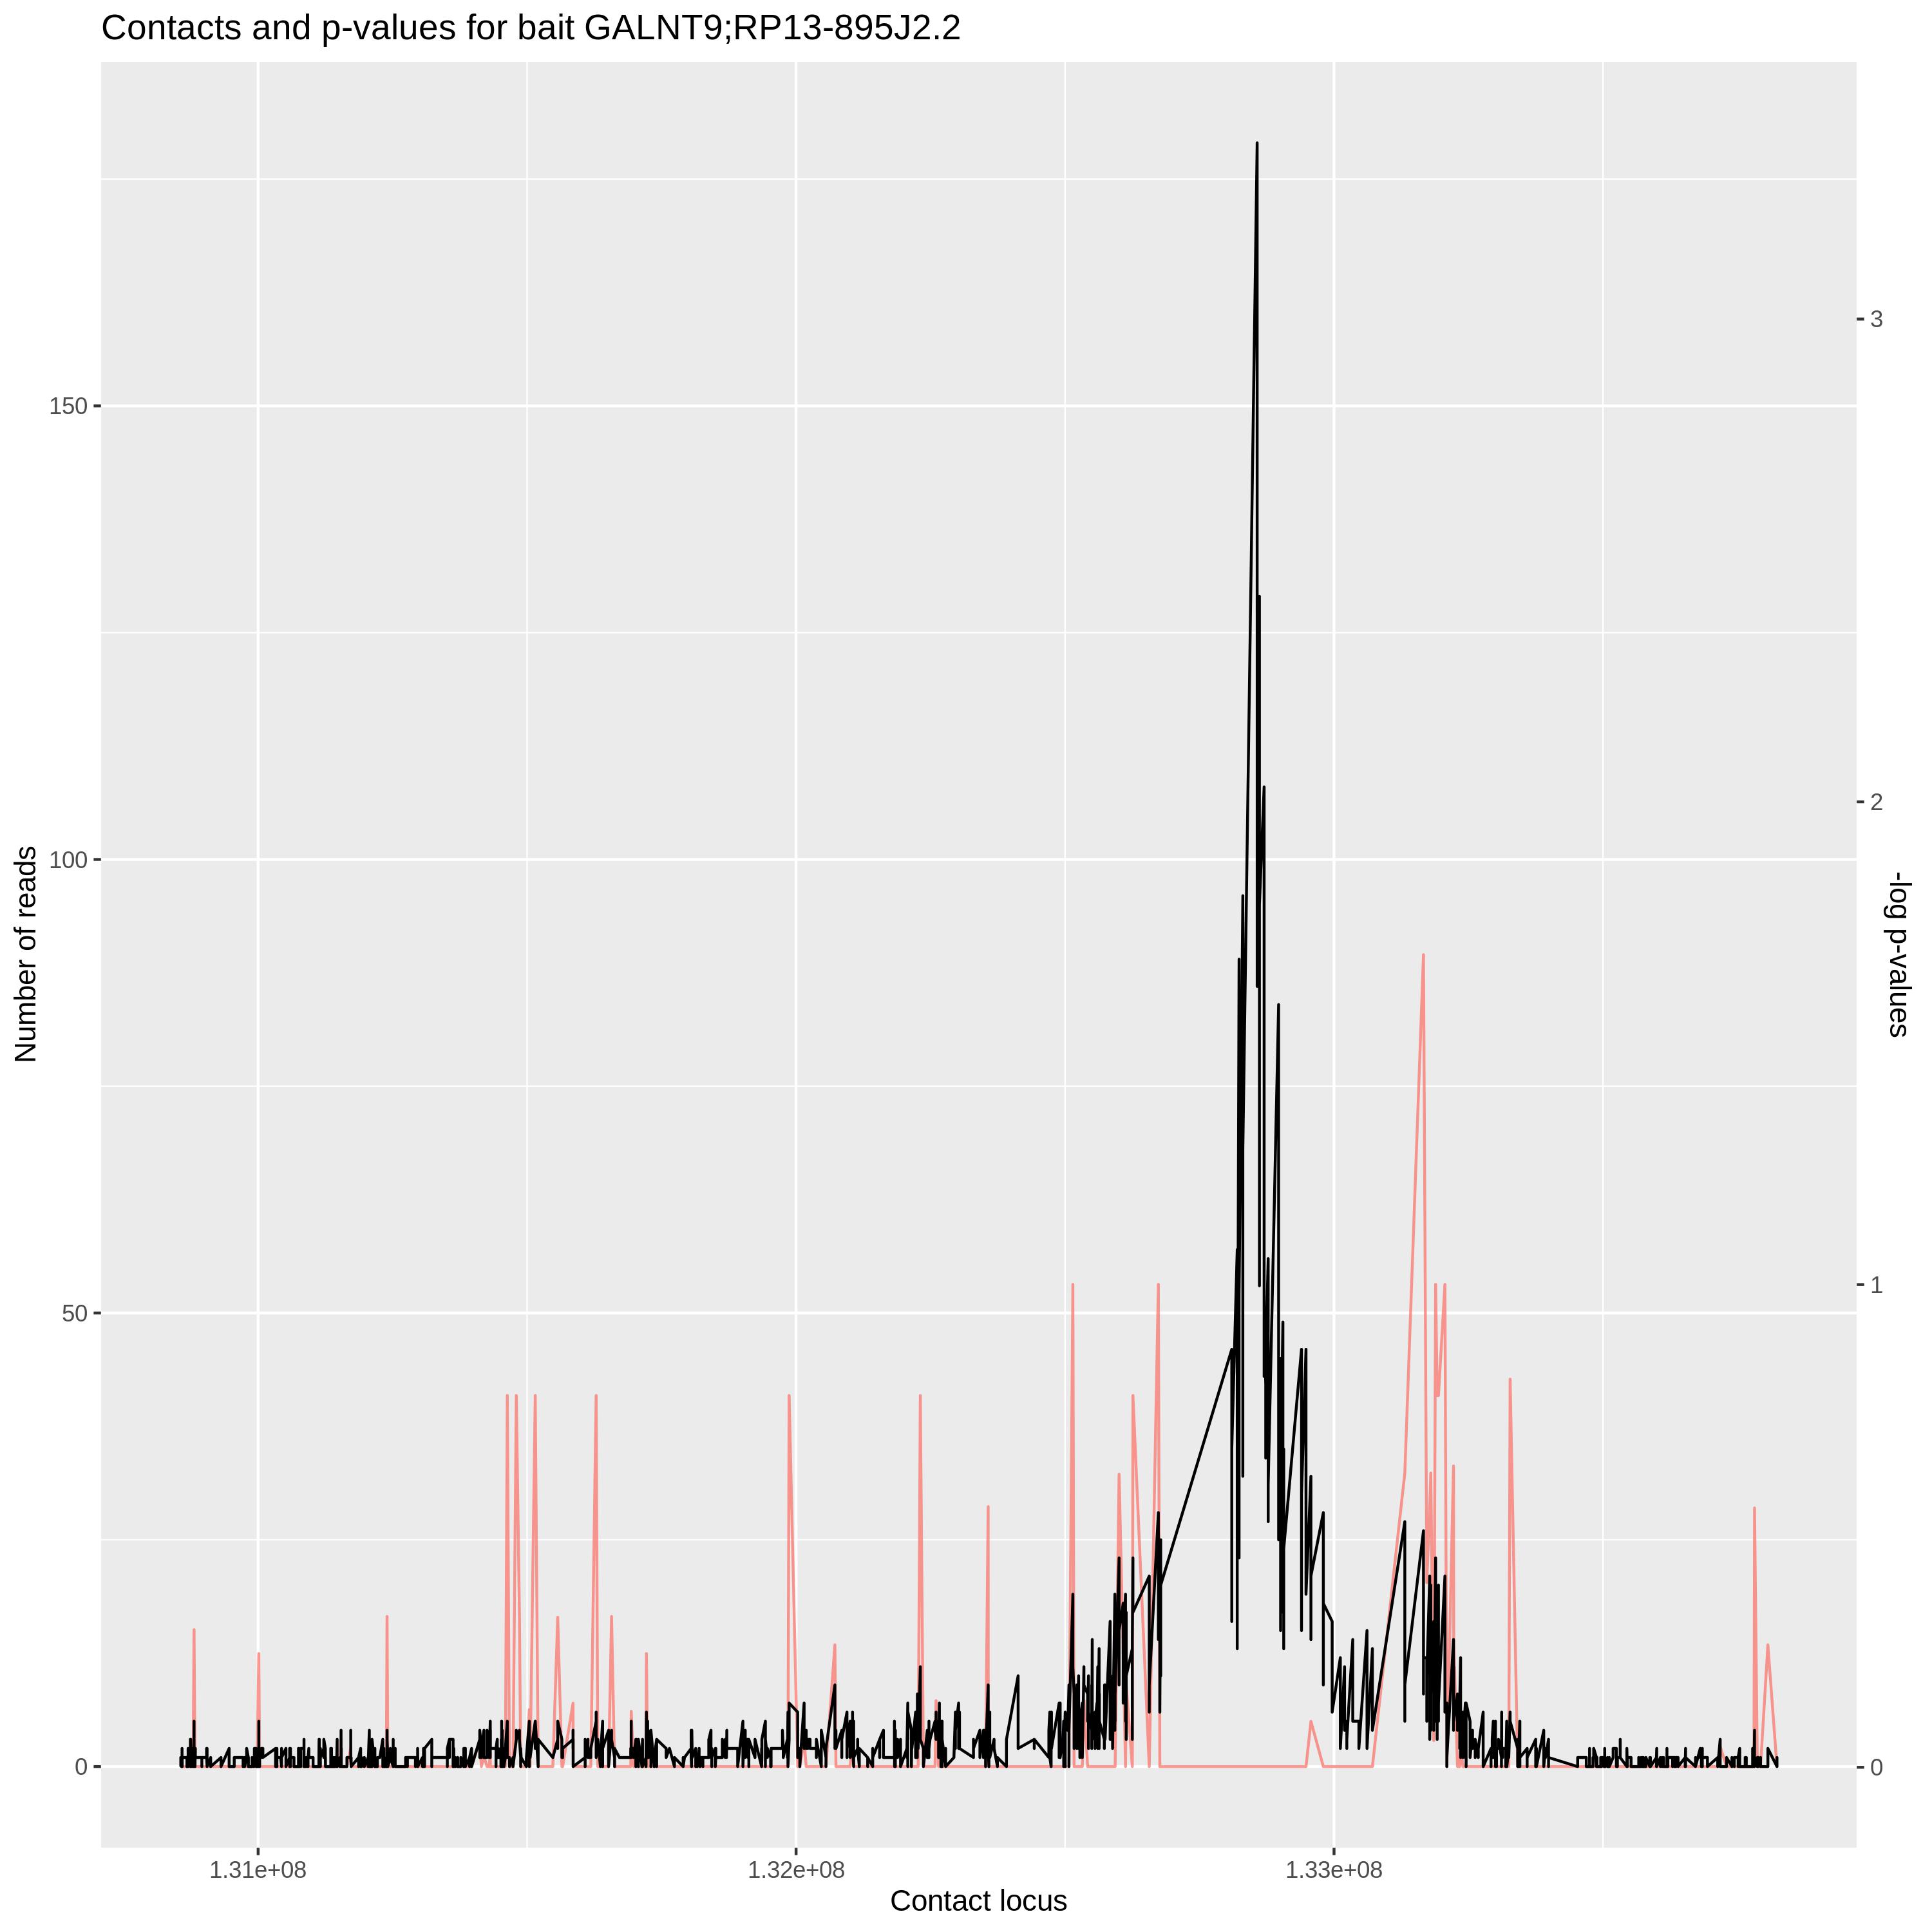 Contacts and p-values for bait GALNT9;RP13-895J2.2
Number of reads
150
100
50
0
3
2
1
0
-log p-values
1.31e+08
1.32e+08
1.33e+08
Contact locus